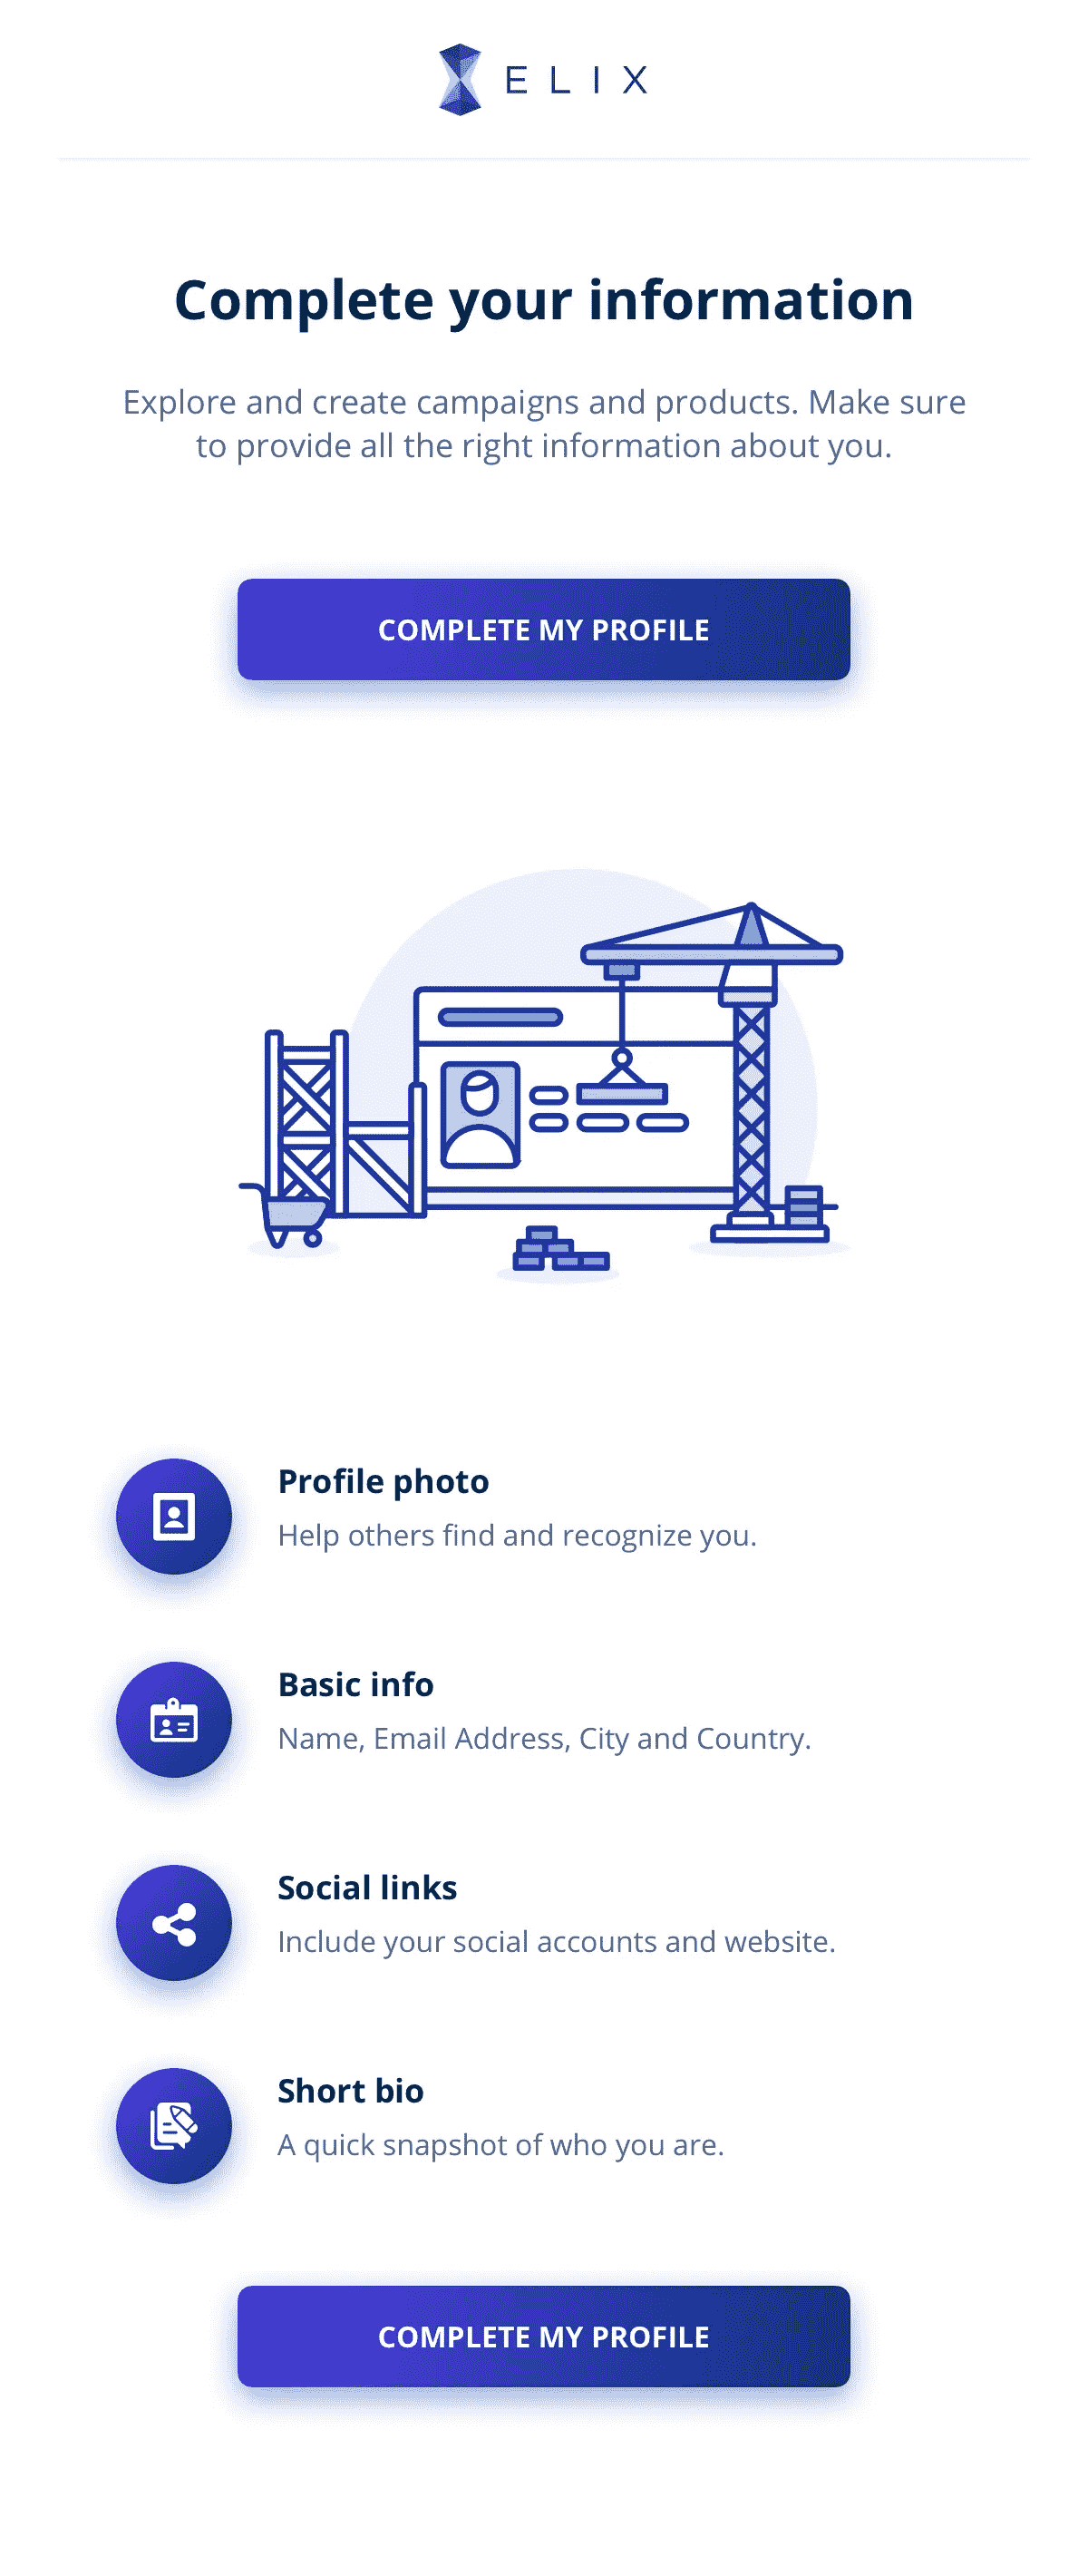 ELIX
Complete your information
Explore and create campaigns and products. Make sure
to provide all the right information about you.
COMPLETE MY PROFILE
Profile photo
Help others find and recognize you.
Basic info
Name, Email Address, City and Country.
Social links
Include your social accounts and website.
Short bio
A quick snapshot of who you are.
COMPLETE MY PROFILE